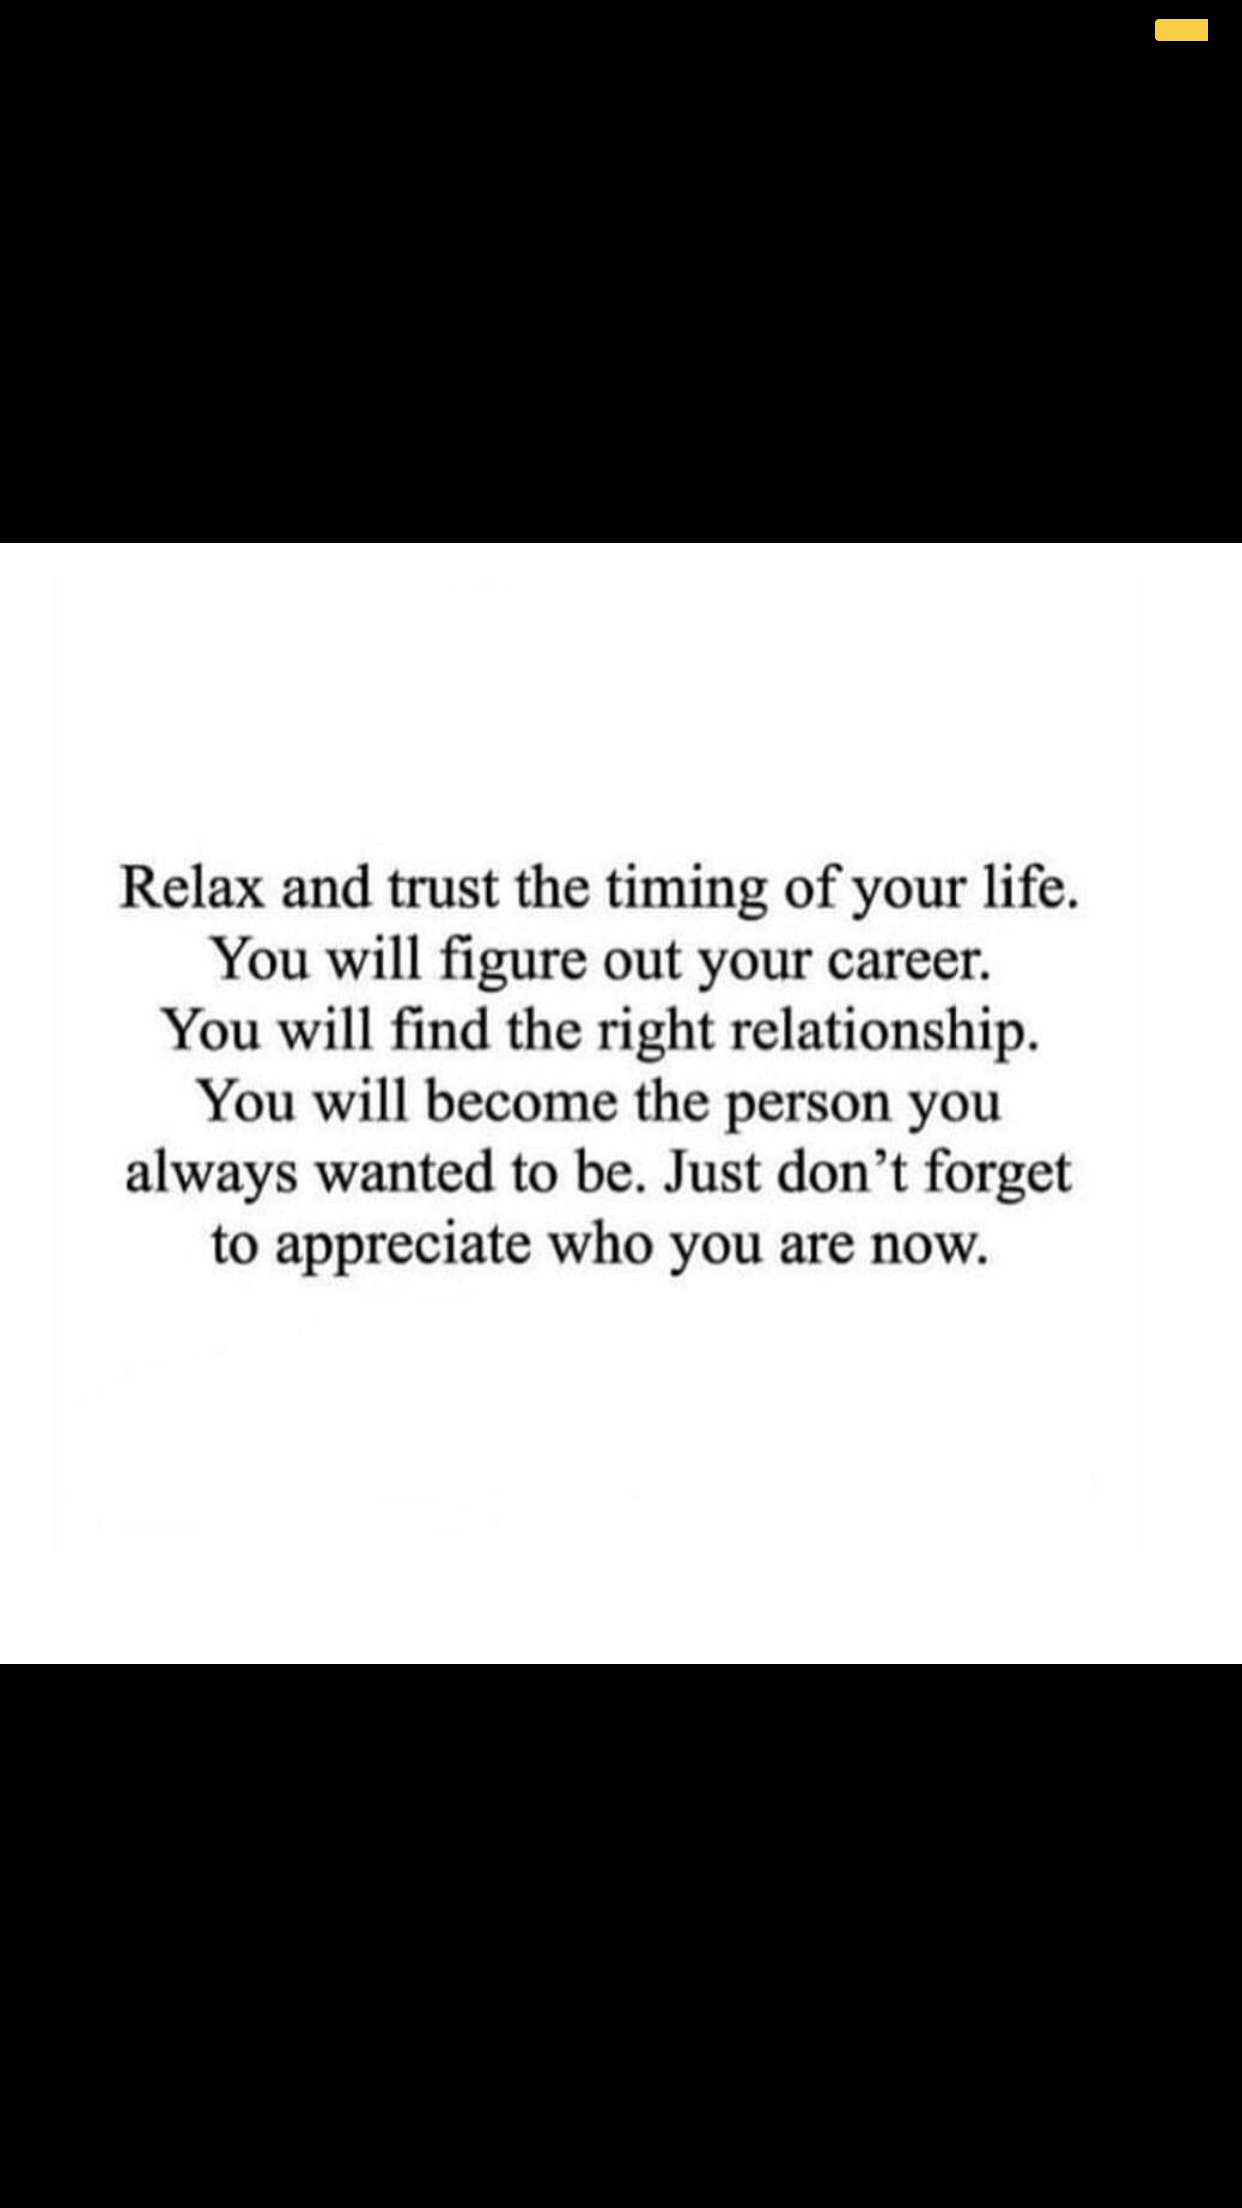 Relax and trust the timing of your life.
You will figure out your career.
You will find the right relationship.
You will become the person you
always wanted to be. Just don’t forget
to appreciate who you are now.